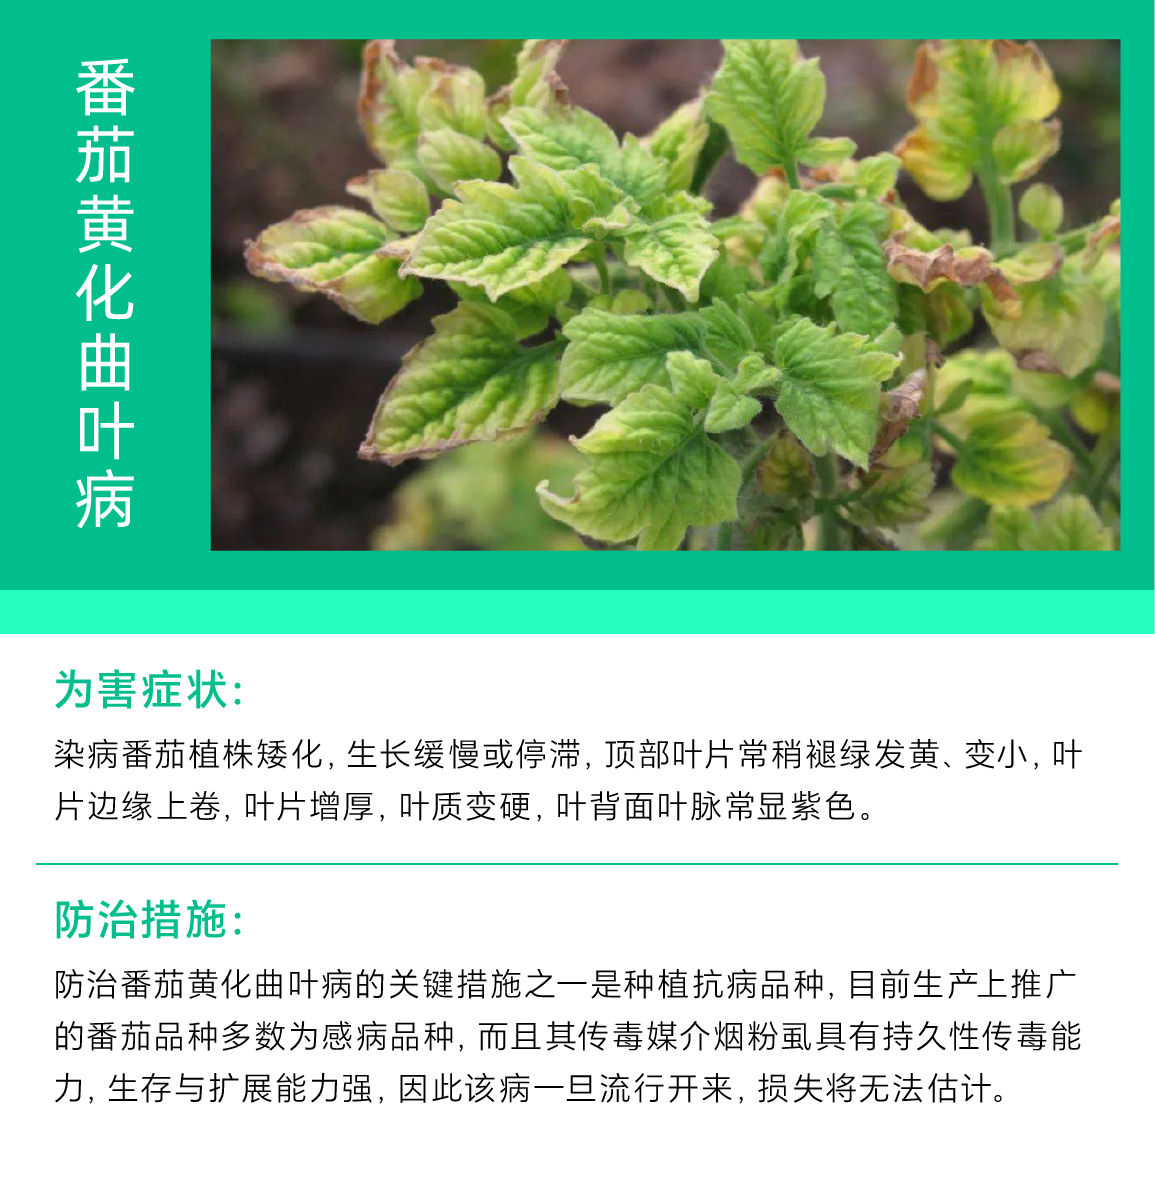 番茄黄化曲叶病
为害症状:
染病番茄植株矮化, 生长缓慢或停滞, 顶部叶片常稍褪绿发黄、变小, 叶
片边缘上卷, 叶片增厚, 叶质变硬, 叶背面叶脉常显紫色。
防治措施:
防治番茄黄化曲叶病的关键措施之一是种植抗病品种, 目前生产上推广
的番茄品种多数为感病品种, 而且其传毒媒介烟粉虱具有持久性传毒能
力, 生存与扩展能力强, 因此该病一旦流行开来, 损失将无法估计。